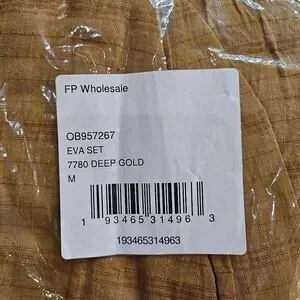 FP Wholesale
OB957267
EVA SET
7780 DEEP GOLD
M
1 93465 31496 3
193465314963